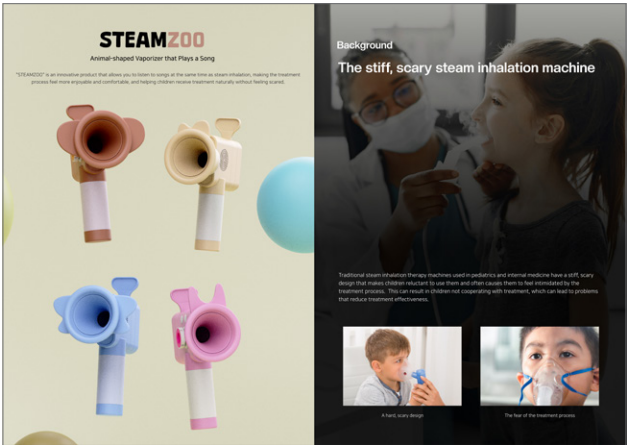 STEAMZOO
Animal-shaped Vaporizer that Plays a Song
"STEAMZOO" is an innovative product that allows you-to-listen-to songs at the same time as steam inhalation, making the treatment
process feel more enjoyable and comfortable, and helping children receive treatment naturally without feeling scared.
Background
The stiff, scary steam inhalation machine
Traditional steam inhalation therapy machines used in pediatrics and internal medicine have a stiff, scary
design that makes children reluctant to use them and often causes them to feel intimidated by the
treatment process. This can result in children not cooperating with treatment, which can lead to problems
that reduce treatment effectiveness.
A hard, scary design
The fear of the treatment process